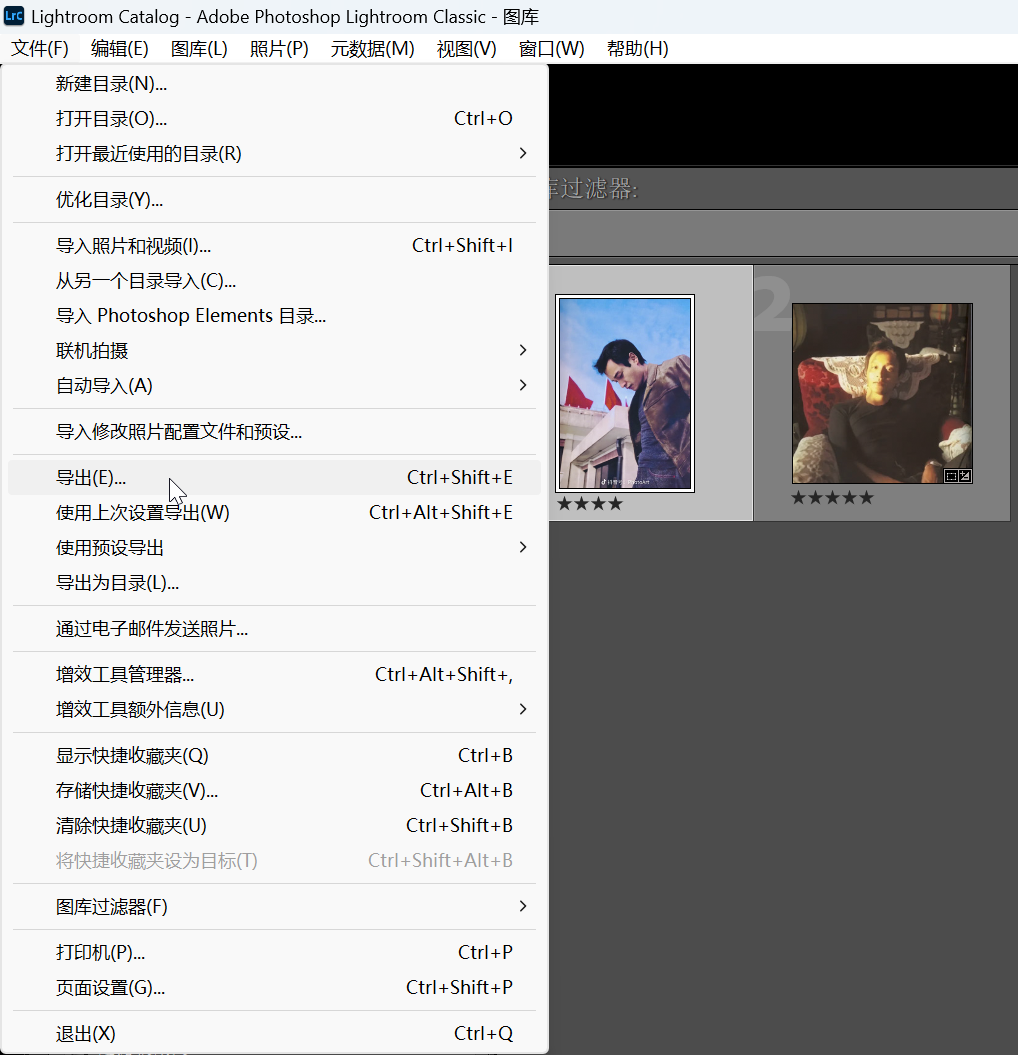 LrC Lightroom Catalog - Adobe Photoshop Lightroom Classic - 图库
文件(F) 编辑(E) 图库(L) 照片(P) 元数据(M) 视图(V) 窗口(W) 帮助(H)
新建目录(N)...
打开目录(O)... Ctrl+O
打开最近使用的目录(R)
优化目录(Y)...
导入照片和视频(I)... Ctrl+Shift+I
从另一个目录导入(C)...
导入 Photoshop Elements 目录...
联机拍摄
自动导入(A)
导入修改照片配置文件和预设...
导出(E)... Ctrl+Shift+E
使用上次设置导出(W) Ctrl+Alt+Shift+E
使用预设导出
导出为目录(L)...
通过电子邮件发送照片...
增效工具管理器... Ctrl+Alt+Shift+,
增效工具额外信息(U)
显示快捷收藏夹(Q) Ctrl+B
存储快捷收藏夹(V)... Ctrl+Alt+B
清除快捷收藏夹(U) Ctrl+Shift+B
将快捷收藏夹设为目标(T) Ctrl+Shift+Alt+B
图库过滤器(F)
打印机(P)... Ctrl+P
页面设置(G)... Ctrl+Shift+P
退出(X) Ctrl+Q
库过滤器:
2
★★★★
★★★★★